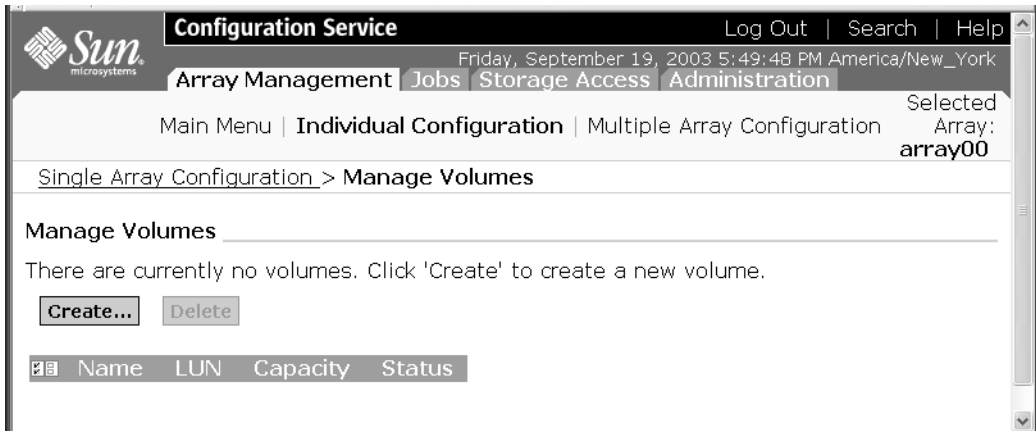 Sun
microsystems
Configuration Service
Log Out | Search | Help
Friday, September 19, 2003 5:49:48 PM America/New_York
Array Management Jobs Storage Access Administration
Main Menu | Individual Configuration | Multiple Array Configuration
Selected
Array:
array00
Single Array Configuration > Manage Volumes
Manage Volumes
There are currently no volumes. Click 'Create' to create a new volume.
Create... Delete
Name LUN Capacity Status